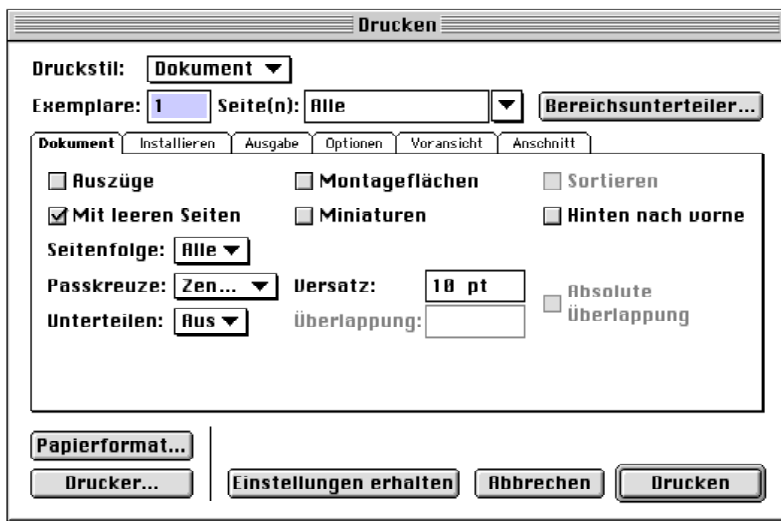 Drucken
Druckstil: Dokument
Exemplare: 1 Seite(n): Alle Bereichsunterteiler...
Dokument Installieren Ausgabe Optionen Voransicht Anschnitt
Auszüge Montageflächen Sortieren
Mit leeren Seiten Miniaturen Hinten nach vorne
Seitenfolge: Alle
Passkreuze: Zen... Versatz: 10 pt Absolute
Unterteilen: Aus Überlappung: Überlappung
Papierformat...
Drucker... Einstellungen erhalten Abbrechen Drucken